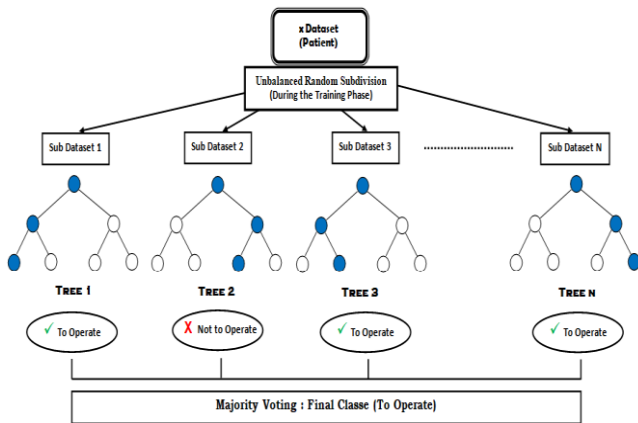 x Dataset
(Patient)
Unbalanced Random Subdivision
(During the Training Phase)
Sub Dataset 1
Sub Dataset 2
Sub Dataset 3
Sub Dataset N
TREE 1
TREE 2
TREE 3
TREE N
✓ To Operate
X Not to Operate
✓ To Operate
✓ To Operate
Majority Voting : Final Classe (To Operate)